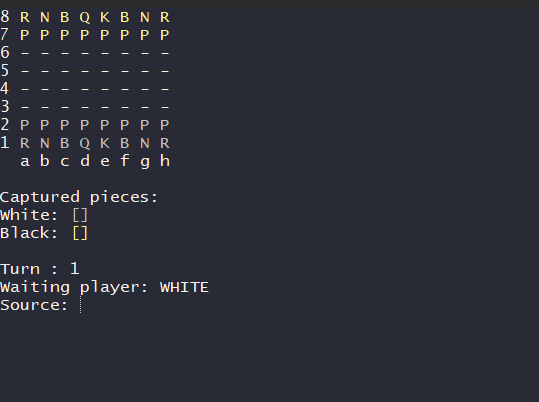 8 R N B Q K B N R
7 P P P P P P P P
6 - - - - - - - -
5 - - - - - - - -
4 - - - - - - - -
3 - - - - - - - -
2 P P P P P P P P
1 R N B Q K B N R
a b c d e f g h
Captured pieces:
White: []
Black: []
Turn : 1
Waiting player: WHITE
Source: